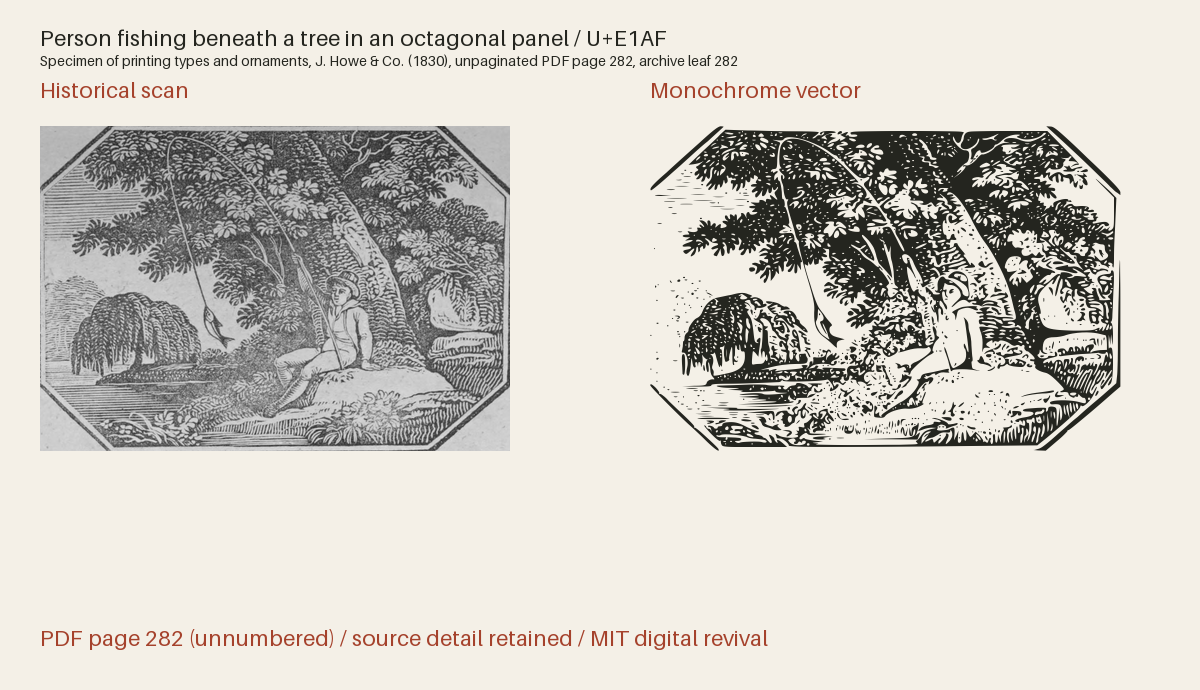 Person fishing beneath a tree in an octagonal panel / U+E1AF
Specimen of printing types and ornaments, J. Howe & Co. (1830), unpaginated PDF page 282, archive leaf 282
Historical scan
Monochrome vector
PDF page 282 (unnumbered) / source detail retained / MIT digital revival